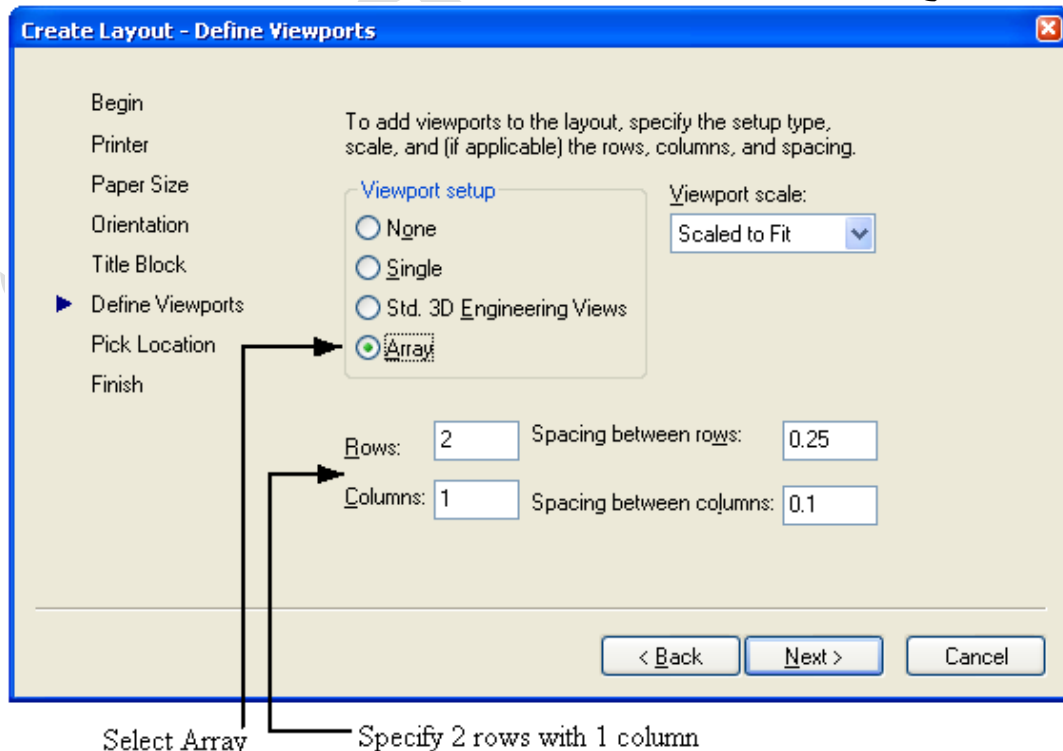 Create Layout - Define Viewports
Begin
Printer
Paper Size
Orientation
Title Block
Define Viewports
Pick Location
Finish
To add viewports to the layout, specify the setup type,
scale, and (if applicable) the rows, columns, and spacing.
Viewport setup
None
Single
Std. 3D Engineering Views
Array
Viewport scale:
Scaled to Fit
Rows: 2 Spacing between rows: 0.25
Columns: 1 Spacing between columns: 0.1
< Back Next > Cancel
Select Array Specify 2 rows with 1 column